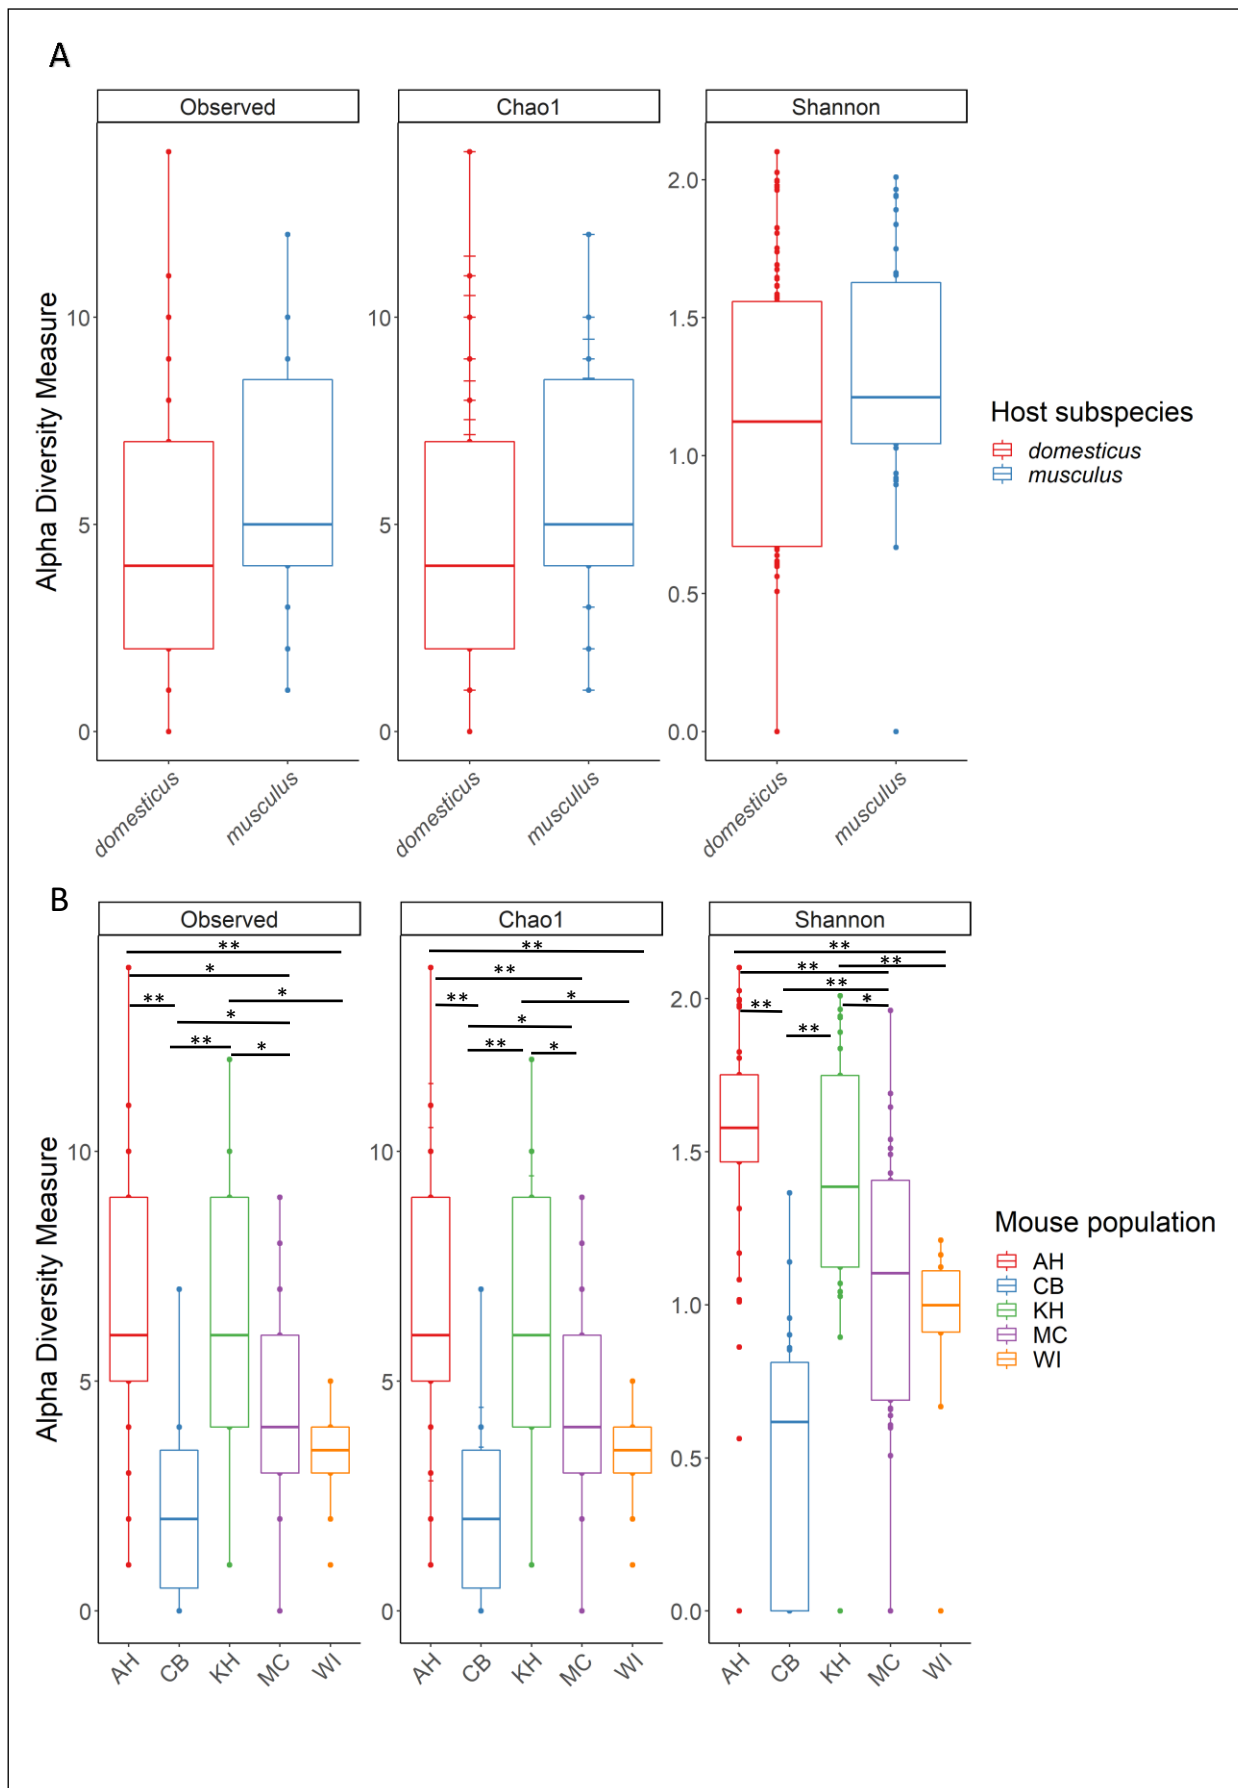 A
Observed
Chao1
Shannon
Alpha Diversity Measure
10
5
0
10
5
0
2.0
1.5
1.0
0.5
0.0
domesticus
musculus
domesticus
musculus
domesticus
musculus
Host subspecies
domesticus
musculus
B
Observed
Chao1
Shannon
** * ** * * ** *
** ** ** * * ** *
** ** ** ** ** * **
Alpha Diversity Measure
10
5
0
10
5
0
2.0
1.5
1.0
0.5
0.0
AH CB KH MC WI
AH CB KH MC WI
AH CB KH MC WI
Mouse population
AH
CB
KH
MC
WI